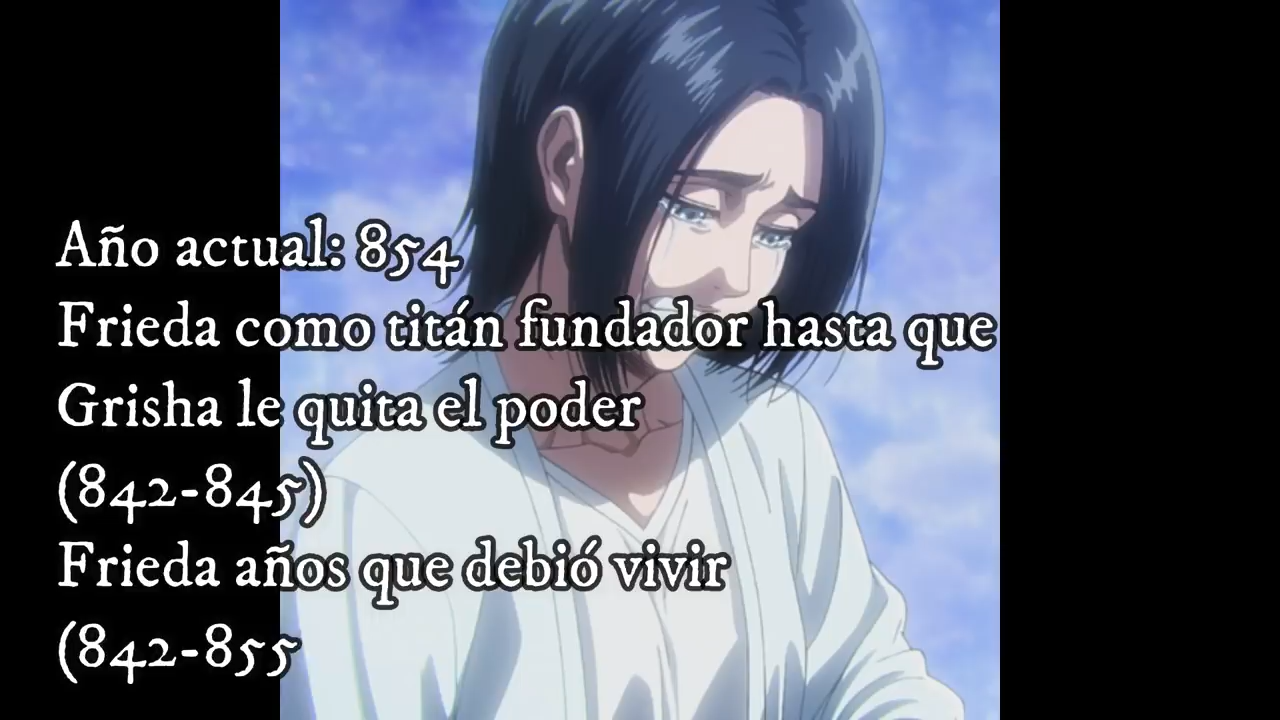 Año actual: 854
Frieda como titán fundador hasta que
Grisha le quita el poder
(842-845)
Frieda años que debió vivir
(842-855